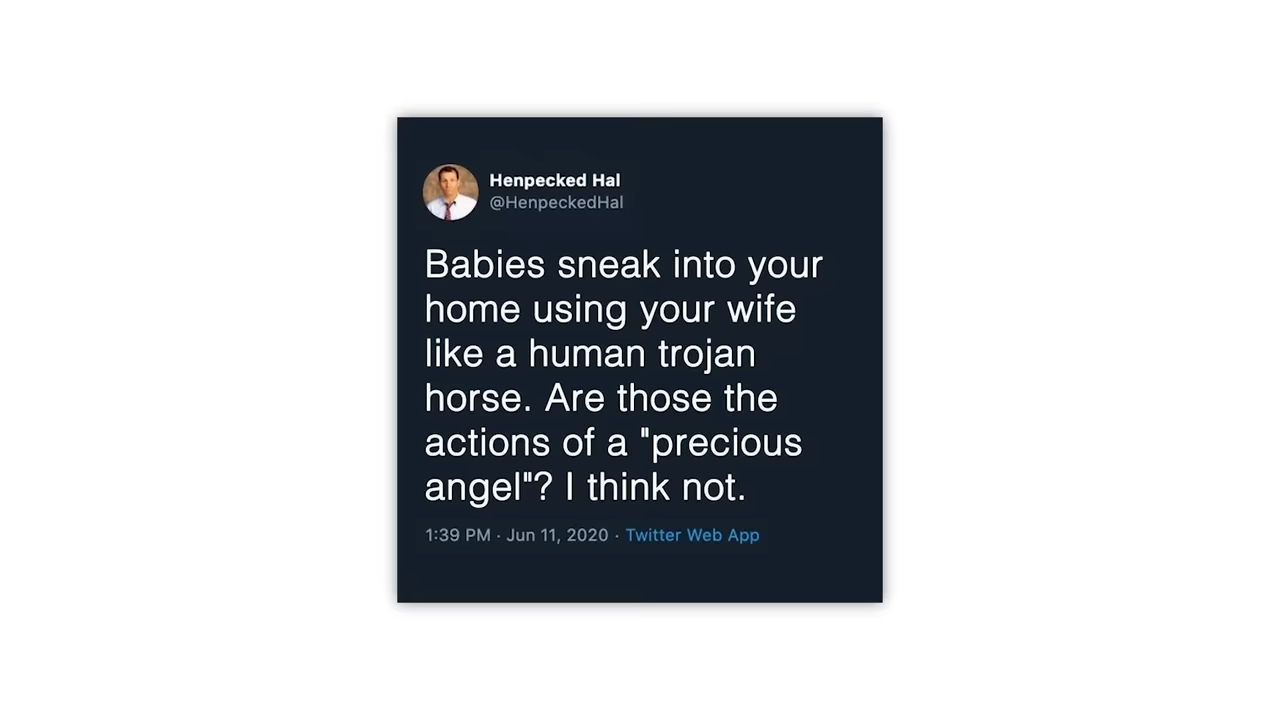 Henpecked Hal
@HenpeckedHal
Babies sneak into your
home using your wife
like a human trojan
horse. Are those the
actions of a "precious
angel"? I think not.
1:39 PM · Jun 11, 2020 · Twitter Web App